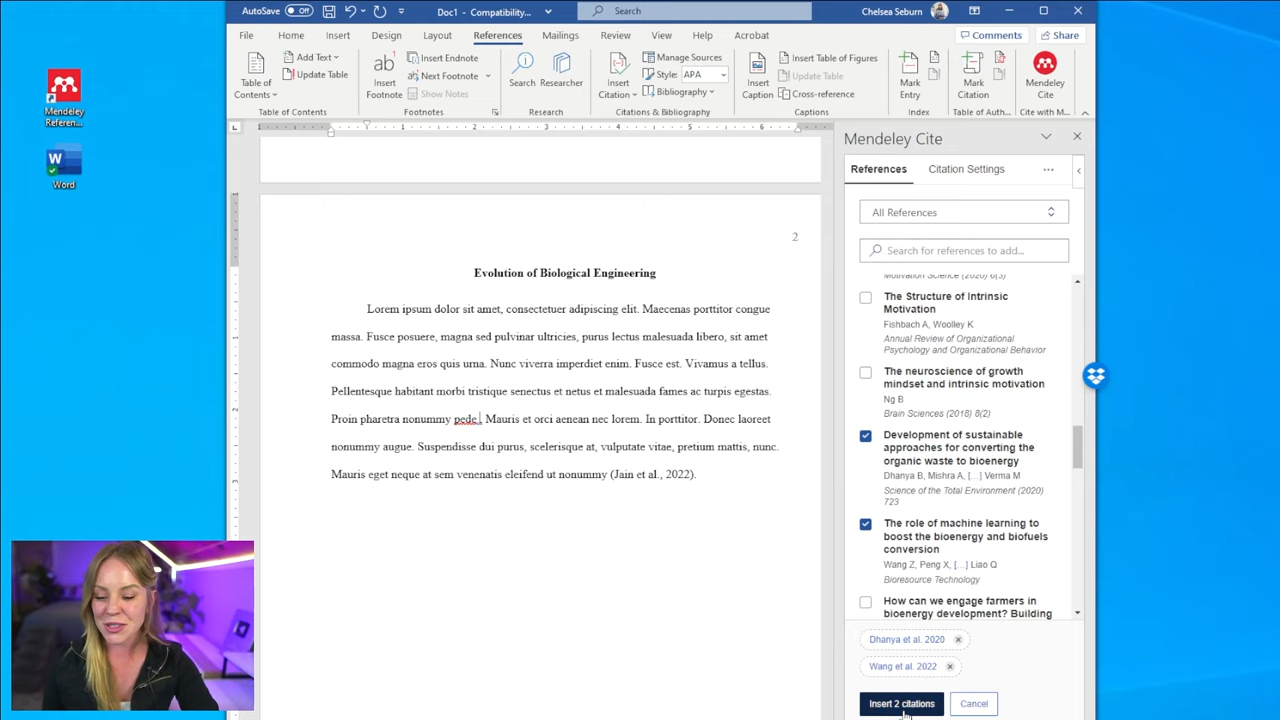 AutoSave Off
Doc1 - Compatibility...
Search
Chelsea Seburn
File Home Insert Design Layout References Mailings Review View Help Acrobat
Comments Share
Mendeley
Referen...
Word
Table of
Contents
Add Text
Update Table
Table of Contents
Insert
Footnote
ab Insert Endnote
Next Footnote
Show Notes
Footnotes
Search
Researcher
Research
Insert
Citation
Manage Sources
Style: APA
Bibliography
Citations & Bibliography
Insert
Caption
Insert Table of Figures
Update Table
Cross-reference
Captions
Mark
Entry
Index
Mark
Citation
Table of Auth...
Mendeley
Cite
Cite with M...
1 1 2 3 4 5 6
2
Evolution of Biological Engineering
Lorem ipsum dolor sit amet, consectetuer adipiscing elit. Maecenas porttitor congue
massa. Fusce posuere, magna sed pulvinar ultricies, purus lectus malesuada libero, sit amet
commodo magna eros quis urna. Nunc viverra imperdiet enim. Fusce est. Vivamus a tellus.
Pellentesque habitant morbi tristique senectus et netus et malesuada fames ac turpis egestas.
Proin pharetra nonummy pede . Mauris et orci aenean nec lorem. In porttitor. Donec laoreet
nonummy augue. Suspendisse dui purus, scelerisque at, vulputate vitae, pretium mattis, nunc.
Mauris eget neque at sem venenatis eleifend ut nonummy (Jain et al., 2022).
Mendeley Cite
References Citation Settings ...
All References
Search for references to add...
Motivation Science (2020) 6(3)
The Structure of Intrinsic
Motivation
Fishbach A, Woolley K
Annual Review of Organizational
Psychology and Organizational Behavior
The neuroscience of growth
mindset and intrinsic motivation
Ng B
Brain Sciences (2018) 8(2)
Development of sustainable
approaches for converting the
organic waste to bioenergy
Dhanya B, Mishra A, [...] Verma M
Science of the Total Environment (2020)
723
The role of machine learning to
boost the bioenergy and biofuels
conversion
Wang Z, Peng X, [...] Liao Q
Bioresource Technology
How can we engage farmers in
bioenergy development? Building
Dhanya et al. 2020
Wang et al. 2022
Insert 2 citations
Cancel